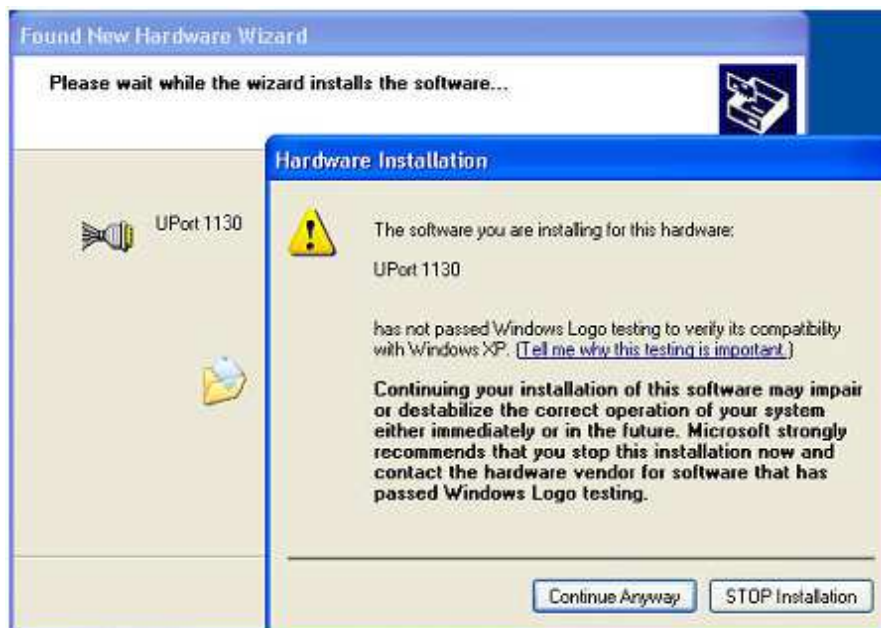 Found New Hardware Wizard
Please wait while the wizard installs the software...
Hardware Installation
UPort 1130
The software you are installing for this hardware:
UPort 1130
has not passed Windows Logo testing to verify its compatibility
with Windows XP. (Tell me why this testing is important.)
Continuing your installation of this software may impair
or destabilize the correct operation of your system
either immediately or in the future. Microsoft strongly
recommends that you stop this installation now and
contact the hardware vendor for software that has
passed Windows Logo testing.
Continue Anyway
STOP Installation